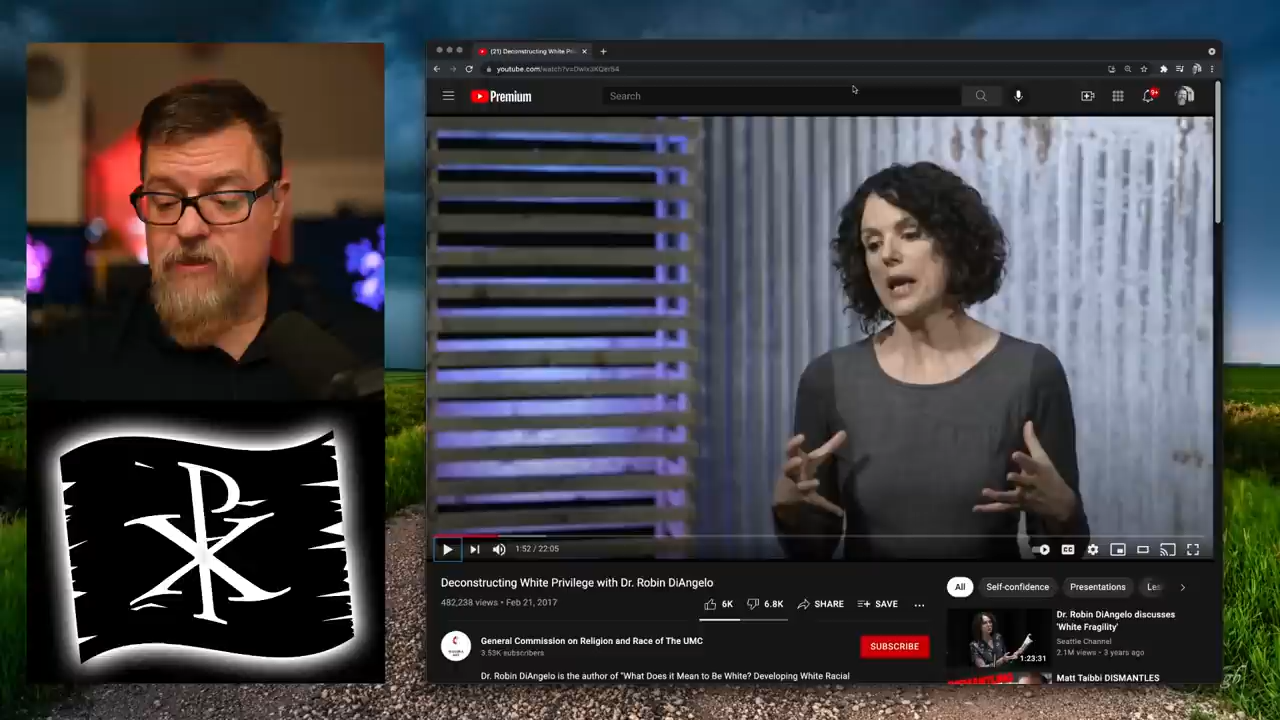 (21) Deconstructing White Pri
youtube.com/watch?v=
Premium
Search
9+
1:52 / 22:05
CC
Deconstructing White Privilege with Dr. Robin DiAngelo
482,238 views • Feb 21, 2017
6K
6.8K
SHARE
SAVE
General Commission on Religion and Race of The UMC
3.53K subscribers
SUBSCRIBE
Dr. Robin DiAngelo is the author of "What Does it Mean to Be White? Developing White Racial
All
Self-confidence
Presentations
Les
Dr. Robin DiAngelo discusses
'White Fragility'
Seattle Channel
2.1M views • 3 years ago
1:23:31
Matt Taibbi DISMANTLES